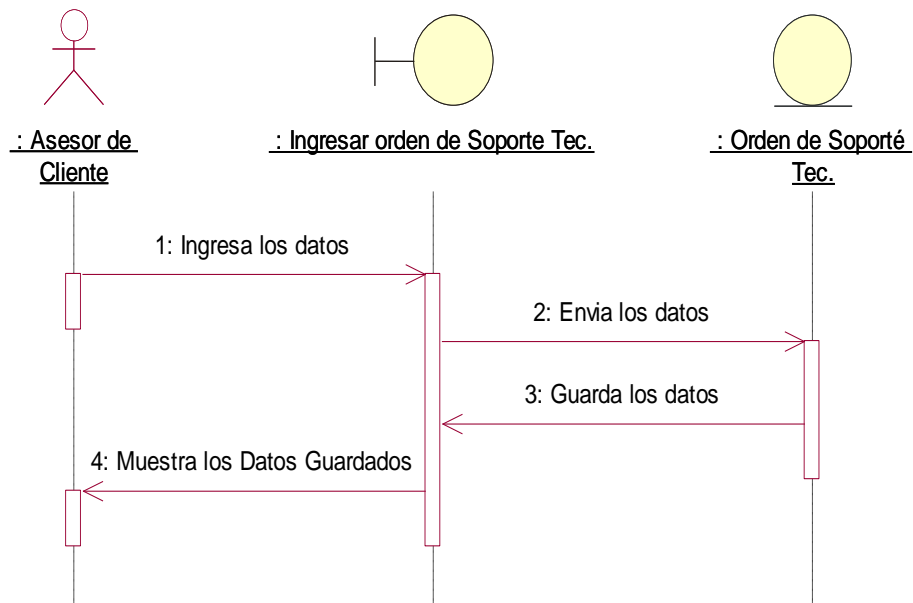 : Asesor de
Cliente
: Ingresar orden de Soporte Tec.
: Orden de Soporté
Tec.
1: Ingresa los datos
2: Envia los datos
3: Guarda los datos
4: Muestra los Datos Guardados